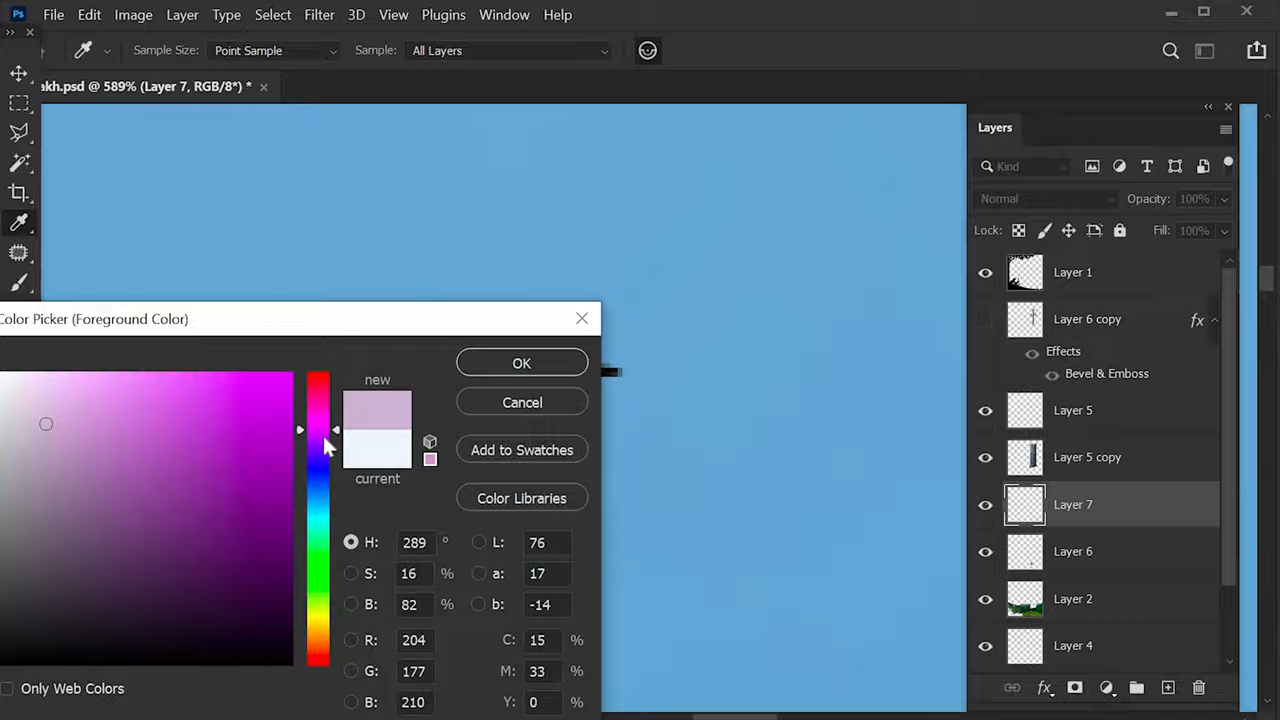 Ps File Edit Image Layer Type Select Filter 3D View Plugins Window Help
Sample Size: Point Sample Sample: All Layers
akh.psd @ 589% (Layer 7, RGB/8*) *
Layers
Kind
Normal Opacity: 100%
Lock: Fill: 100%
Layer 1
Layer 6 copy fx
Effects
Bevel & Emboss
Layer 5
Layer 5 copy
Layer 7
Layer 6
Layer 2
Layer 4
fx
Color Picker (Foreground Color)
new
current
OK
Cancel
Add to Swatches
Color Libraries
H: 289 ° L: 76
S: 16 % a: 17
B: 82 % b: -14
R: 204 C: 15 %
G: 177 M: 33 %
B: 210 Y: 0 %
Only Web Colors